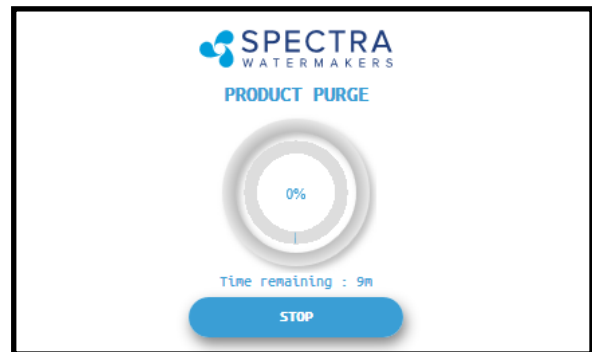 SPECTRA
WATERMAKERS
PRODUCT PURGE
0%
Time remaining : 9m
STOP